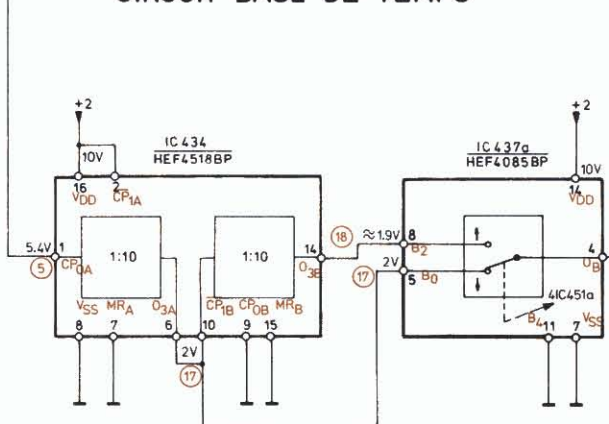 CIRCUIT BASE DE TEMPS
+2
10V
IC 434
HEF4518BP
16
VDD
2
CP1A
5.4V
1
5
CP0A
1:10
1:10
14
O3B
VSS
MRA
O3A
CP1B
CP0B
MRB
8
7
6
10
9
15
2V
17
18
≈1.9V
2V
17
+2
IC 437a
HEF4085BP
10V
14
VDD
8
B2
5
B0
4
OB
4IC451a
B4
11
7
VSS